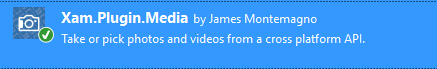 Xam.Plugin.Media by James Montemagno
Take or pick photos and videos from a cross platform API.